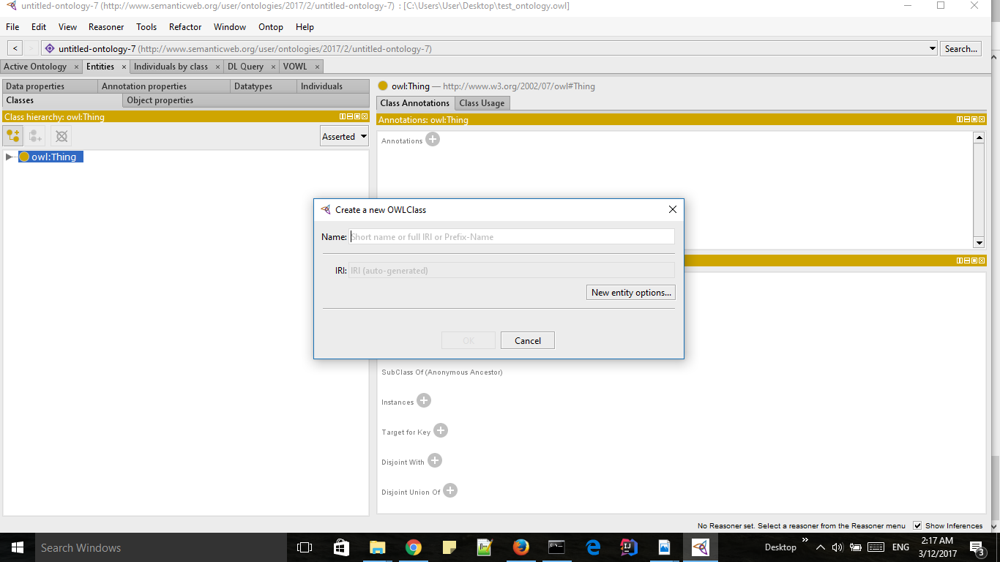 untitled-ontology-7 (http://www.semanticweb.org/user/ontologies/2017/2/untitled-ontology-7) : [C:\Users\User\Desktop\test_ontology.owl]
File Edit View Reasoner Tools Refactor Window Ontop Help
< > untitled-ontology-7 (http://www.semanticweb.org/user/ontologies/2017/2/untitled-ontology-7) Search...
Active Ontology × Entities × Individuals by class × DL Query × VOWL ×
Data properties Annotation properties Datatypes Individuals
Classes Object properties
Class hierarchy: owl:Thing
Asserted
owl:Thing
owl:Thing — http://www.w3.org/2002/07/owl#Thing
Class Annotations Class Usage
Annotations: owl:Thing
Annotations
Create a new OWLClass
Name: Short name or full IRI or Prefix-Name
IRI: IRI (auto-generated)
New entity options...
OK Cancel
SubClass Of (Anonymous Ancestor)
Instances
Target for Key
Disjoint With
Disjoint Union Of
No Reasoner set. Select a reasoner from the Reasoner menu Show Inferences
Search Windows
Desktop » ENG 2:17 AM
3/12/2017 3